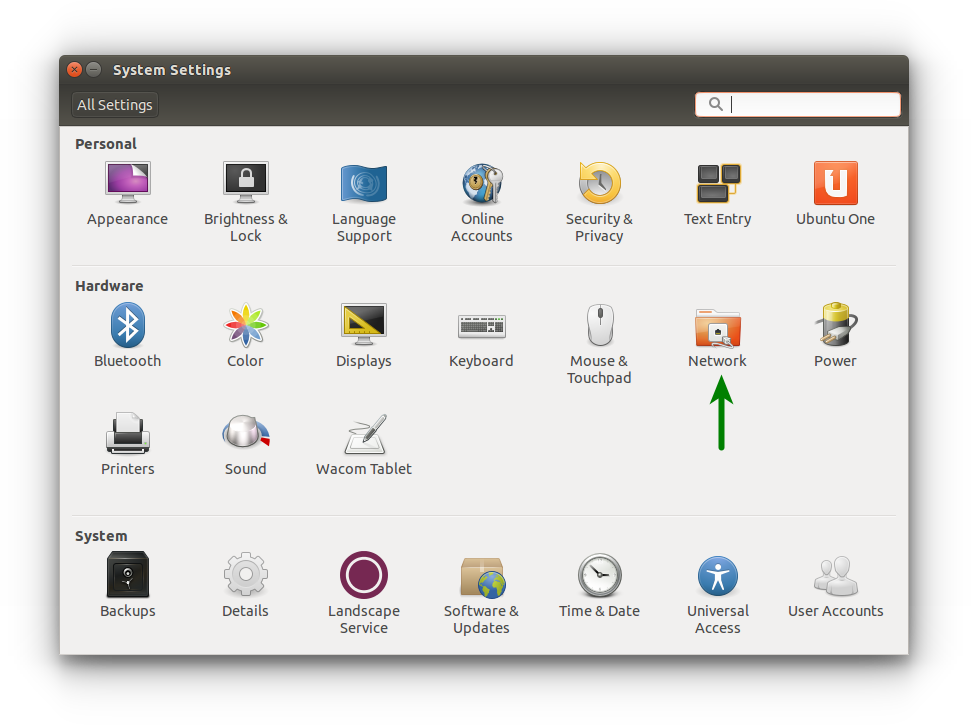 System Settings
All Settings
Personal
Appearance
Brightness &
Lock
Language
Support
Online
Accounts
Security &
Privacy
Text Entry
Ubuntu One
Hardware
Bluetooth
Color
Displays
Keyboard
Mouse &
Touchpad
Network
Power
Printers
Sound
Wacom Tablet
System
Backups
Details
Landscape
Service
Software &
Updates
Time & Date
Universal
Access
User Accounts